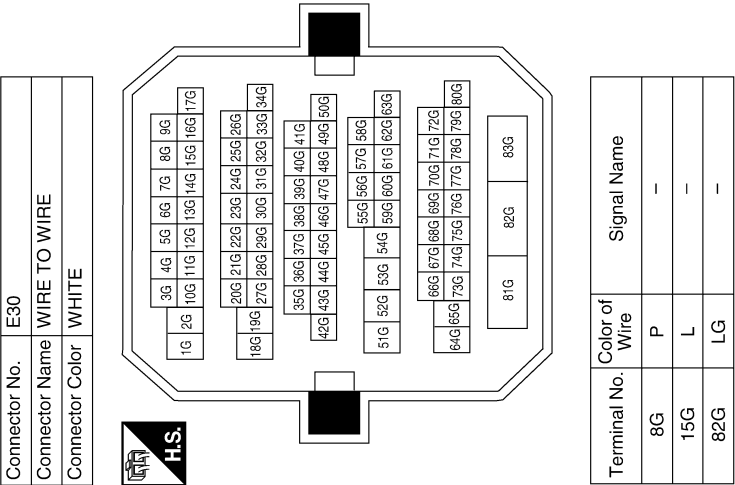 Connector No. E30
Connector Name WIRE TO WIRE
Connector Color WHITE
H.S.
1G 2G 3G 4G 5G 6G 7G 8G 9G
10G 11G 12G 13G 14G 15G 16G 17G
18G 19G 20G 21G 22G 23G 24G 25G 26G
27G 28G 29G 30G 31G 32G 33G 34G
35G 36G 37G 38G 39G 40G 41G
42G 43G 44G 45G 46G 47G 48G 49G 50G
51G 52G 53G 54G 55G 56G 57G 58G
59G 60G 61G 62G 63G
64G 65G 66G 67G 68G 69G 70G 71G 72G
73G 74G 75G 76G 77G 78G 79G 80G
81G 82G 83G
Terminal No. Color of Wire Signal Name
8G P –
15G L –
82G LG –